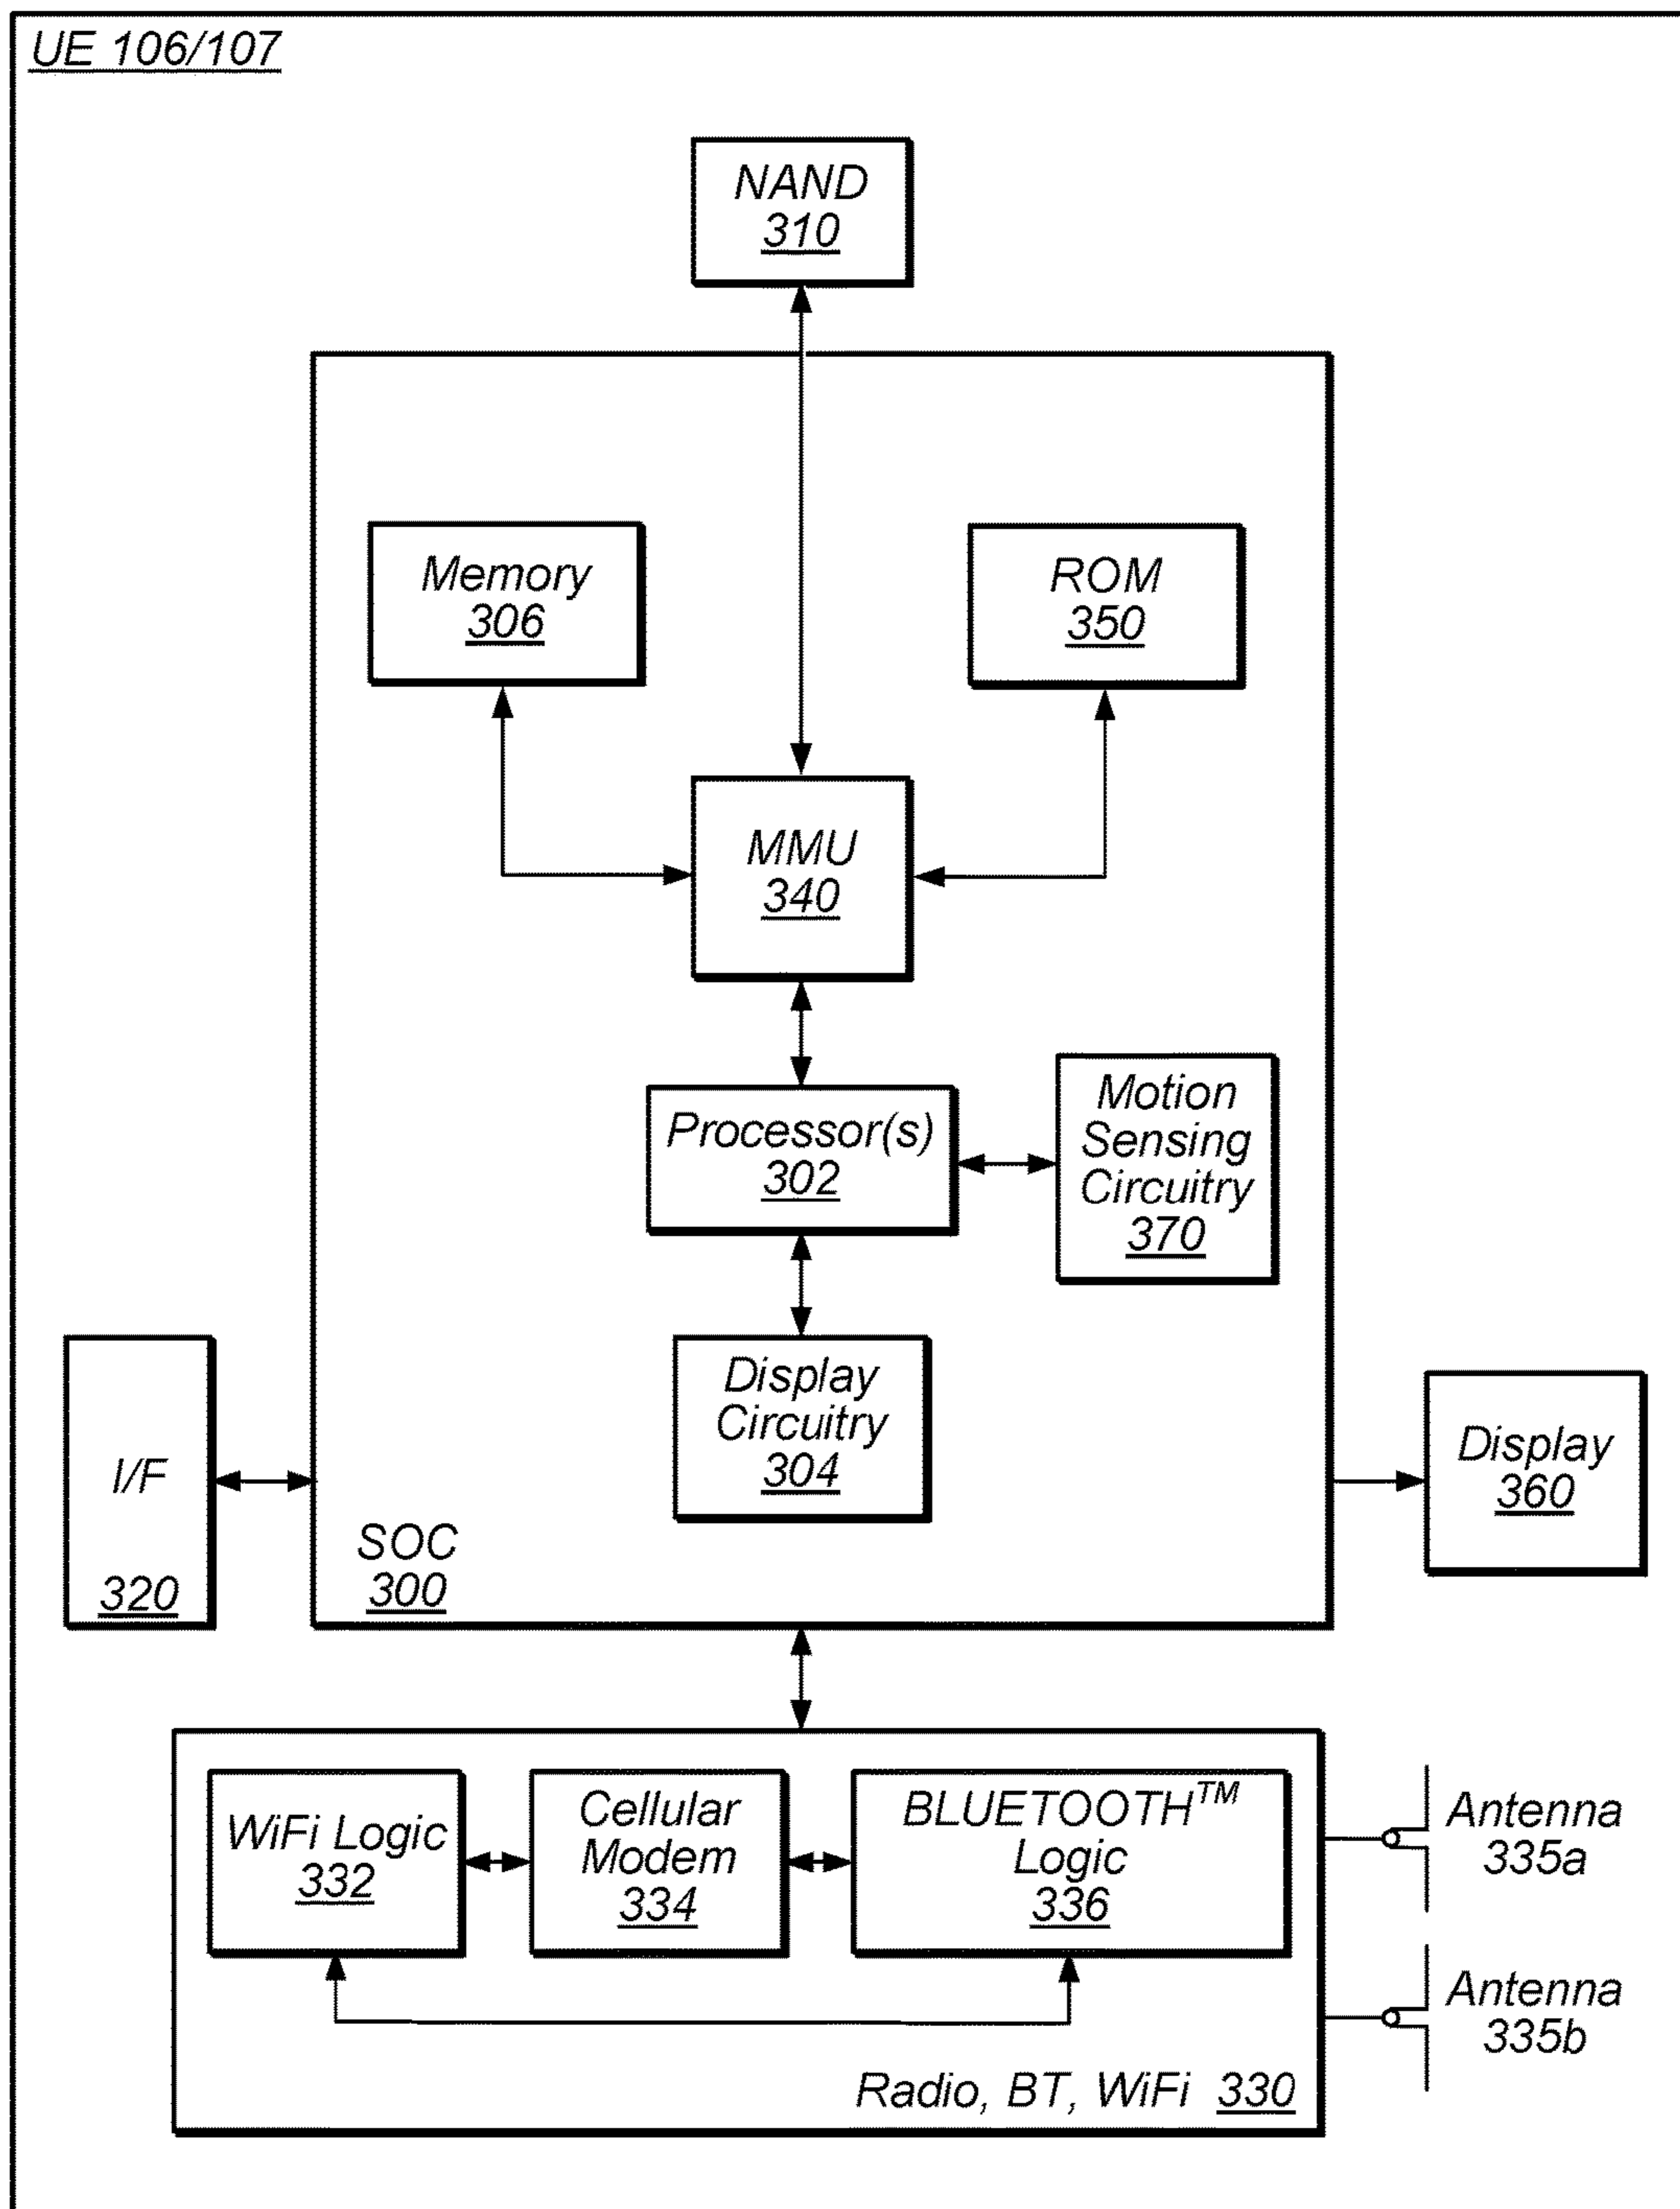 UE 106/107
NAND
310
Memory
306
ROM
350
MMU
340
Processor(s)
302
Motion
Sensing
Circuitry
370
Display
Circuitry
304
I/F
320
SOC
300
Display
360
WiFi Logic
332
Cellular
Modem
334
BLUETOOTH™
Logic
336
Antenna
335a
Antenna
335b
Radio, BT, WiFi 330